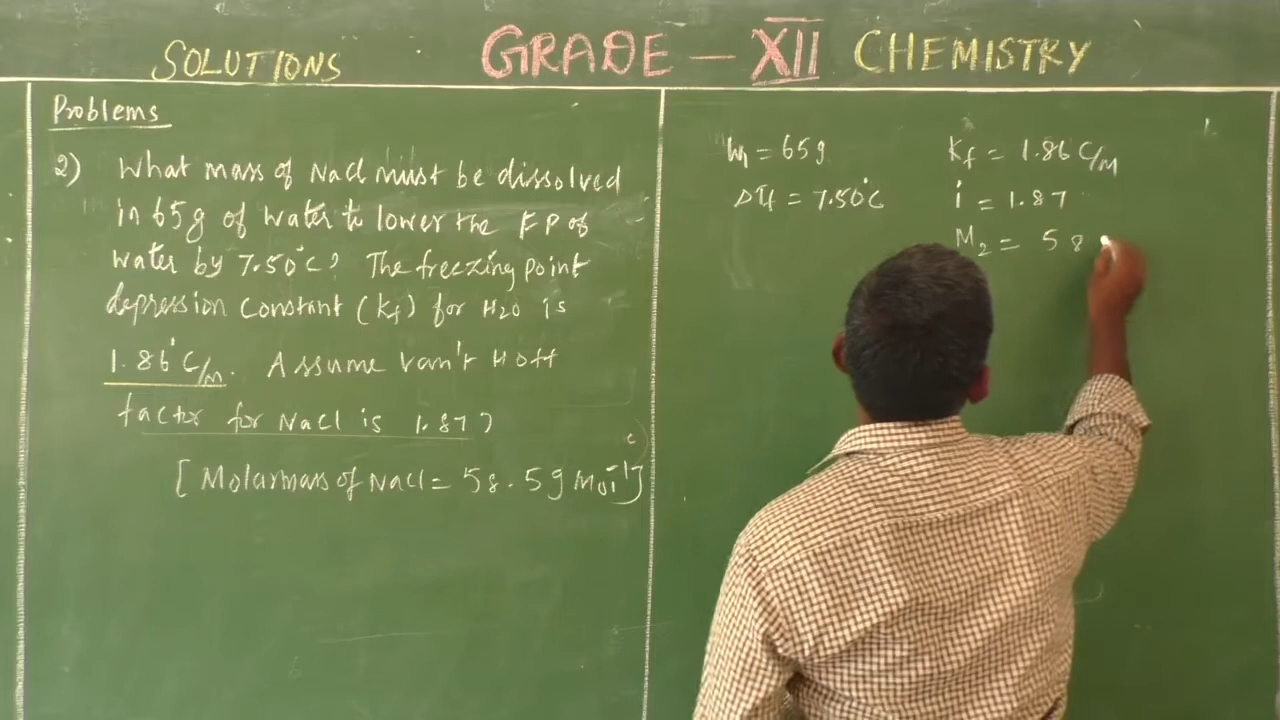 SOLUTIONS GRADE – XII CHEMISTRY
Problems
2) What mass of NaCl must be dissolved
in 65g of water to lower the FP of
water by 7.50°C? The freezing point
depression constant (Kf) for H2O is
1.86°C/m. Assume van't Hoff
factor for NaCl is 1.87?
[Molarmass of NaCl = 58.5g mol⁻¹]
W1 = 65g
ΔTf = 7.50°C
Kf = 1.86°C/m
i = 1.87
M2 = 58